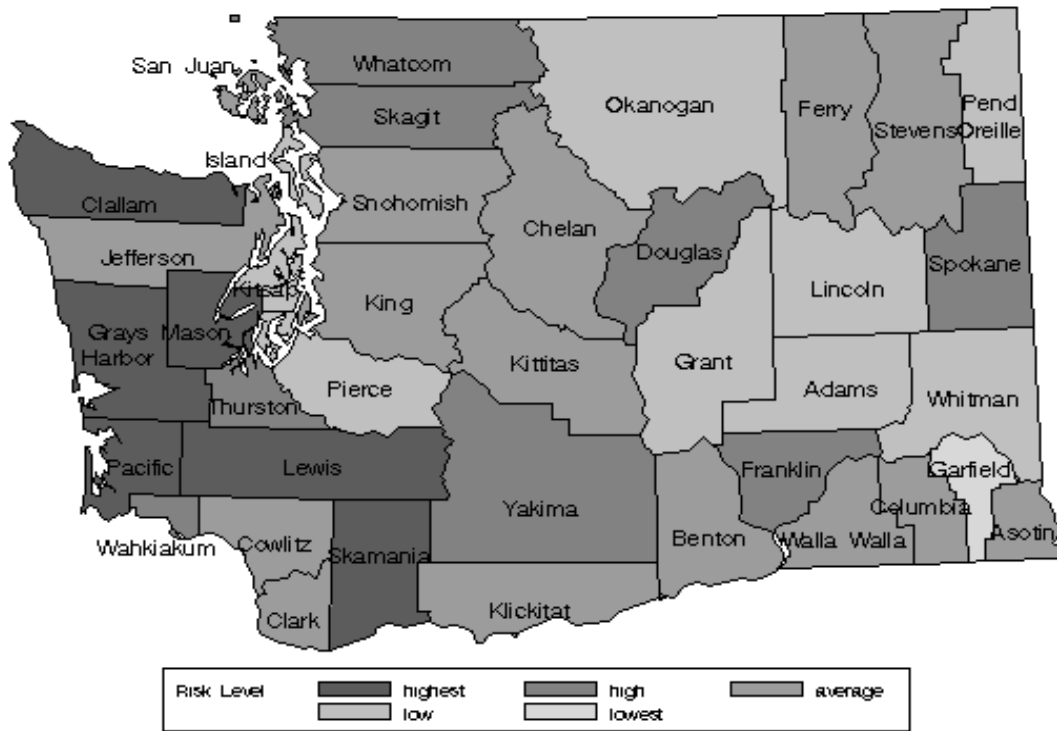 San Juan
Whatcom
Skagit
Okanogan
Ferry
Stevens
Pend
Oreille
Island
Clallam
Snohomish
Chelan
Douglas
Spokane
Jefferson
Kitsap
King
Lincoln
Grays
Harbor
Mason
Kittitas
Grant
Pierce
Adams
Whitman
Thurston
Pacific
Lewis
Yakima
Franklin
Garfield
Columbia
Asotin
Wahkiakum
Cowlitz
Skamania
Benton
Walla Walla
Clark
Klickitat
Risk Level highest high average
low lowest